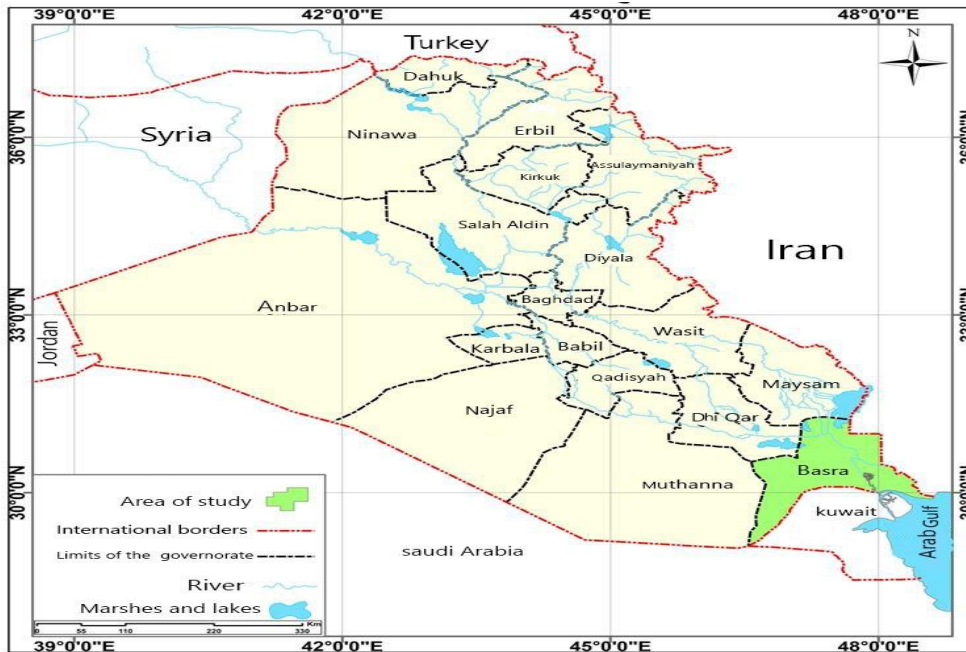 39°0'0"E
42°0'0"E
45°0'0"E
48°0'0"E
N
Turkey
Dahuk
Syria
Ninawa
Erbil
36°0'0"N
Assulaymaniyah
Kirkuk
Salah Aldin
Iran
Diyala
Anbar
Baghdad
33°0'0"N
Wasit
Jordan
Karbala
Babil
Qadisyah
Maysam
Najaf
Dhi Qar
Basra
Muthanna
30°0'0"N
kuwait
Arab Gulf
saudi Arabia
Area of study
International borders
Limits of the governorate
River
Marshes and lakes
0 55 110 220 330
Km
39°0'0"E
42°0'0"E
45°0'0"E
48°0'0"E